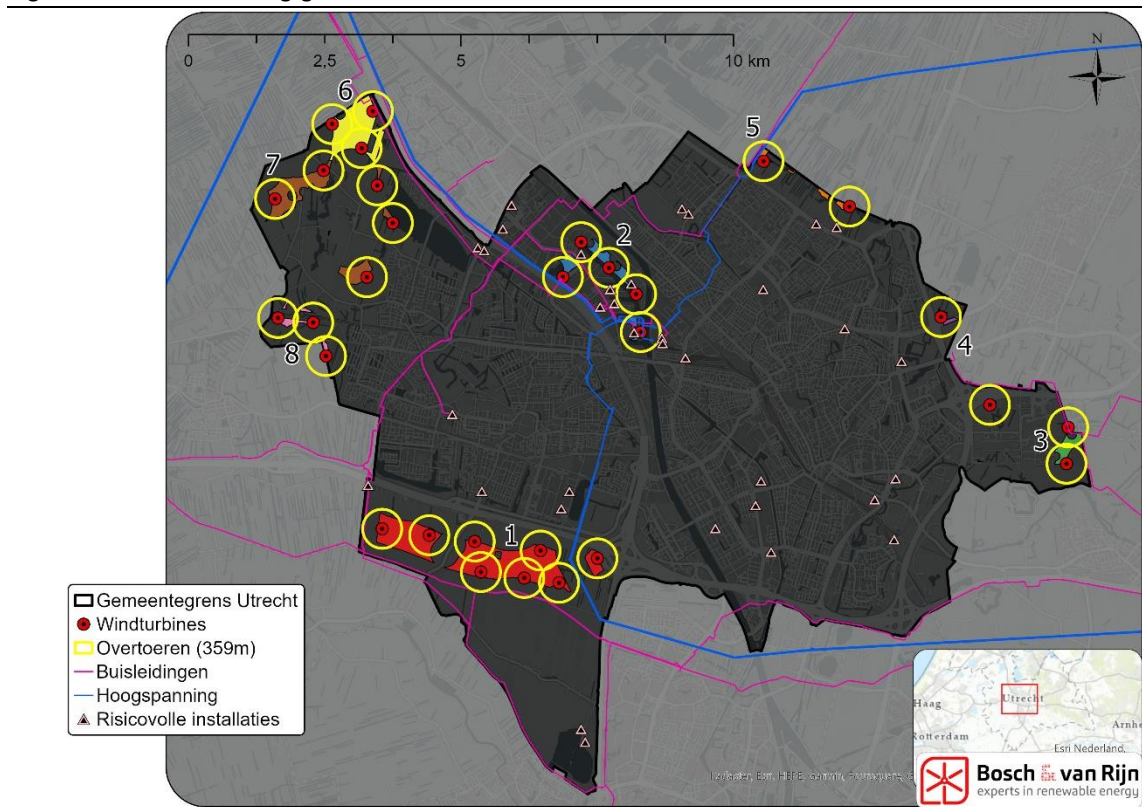 N
0
2,5
5
10 km
6
7
5
2
4
8
3
1
Gemeentegrens Utrecht
Windturbines
Overtoeren (359m)
Buisleidingen
Hoogspanning
Risicovolle installaties
Utrecht
Haag
Rotterdam
Arnhe
Esri Nederland,
Bosch & van Rijn
experts in renewable energy